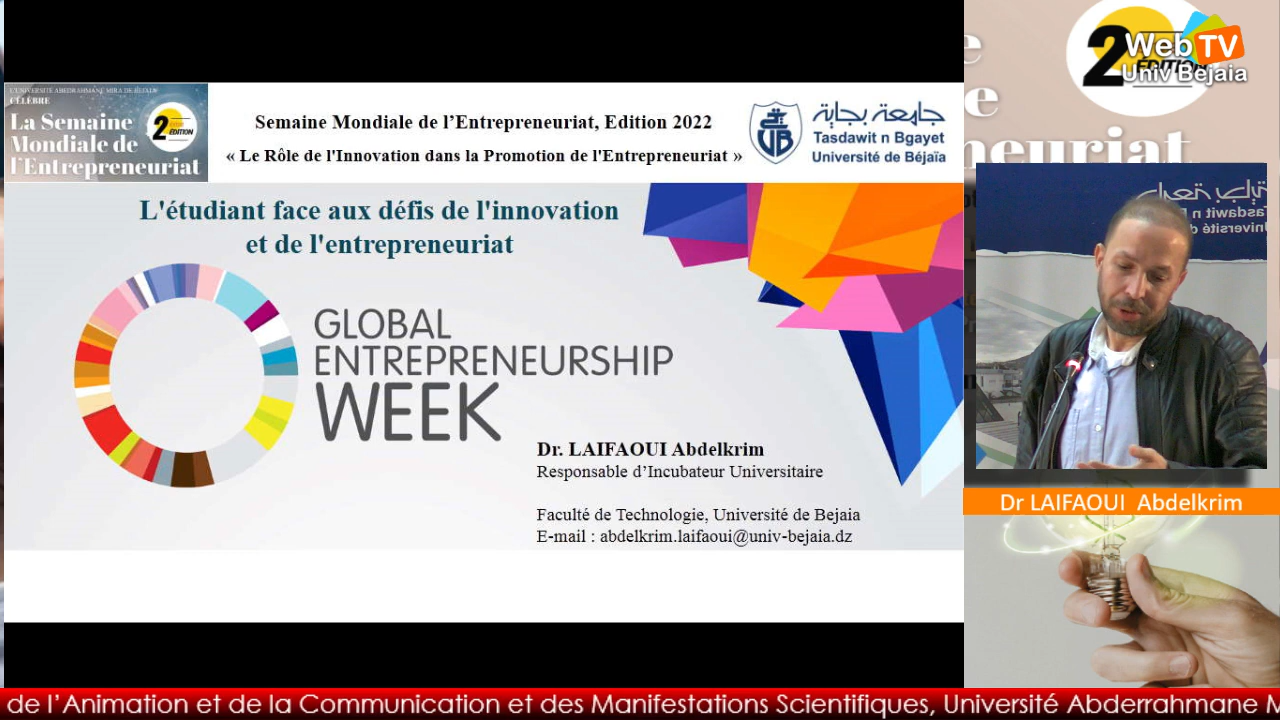 L'UNIVERSITÉ ABEDRAHMANE MIRA DE BEJAIA
CÉLÈBRE
La Semaine
Mondiale de
l'Entrepreneuriat
2
ÉDITION
Semaine Mondiale de l'Entrepreneuriat, Edition 2022
« Le Rôle de l'Innovation dans la Promotion de l'Entrepreneuriat »
جامعة بجاية
Tasdawit n Bgayet
Université de Béjaïa
L'étudiant face aux défis de l'innovation
et de l'entrepreneuriat
GLOBAL
ENTREPRENEURSHIP
WEEK
Dr. LAIFAOUI Abdelkrim
Responsable d'Incubateur Universitaire
Faculté de Technologie, Université de Bejaia
E-mail : abdelkrim.laifaoui@univ-bejaia.dz
2
ÉDITION
Web TV
Univ Bejaia
neuriat
Dr LAIFAOUI Abdelkrim
de l'Animation et de la Communication et des Manifestations Scientifiques, Université Abderrahmane M